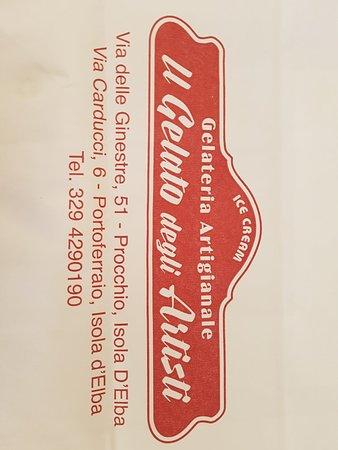 ICE CREAM
Gelateria Artigianale
Il Gelato degli Artisti
Via delle Ginestre, 51 - Procchio, Isola D'Elba
Via Carducci, 6 - Portoferraio, Isola d'Elba
Tel. 329 4290190